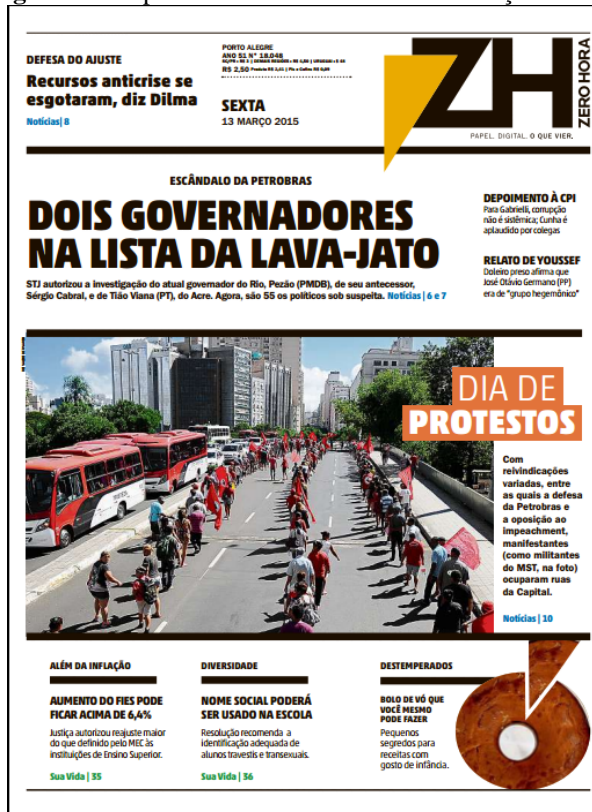 DEFESA DO AJUSTE
Recursos anticrise se
esgotaram, diz Dilma
Notícias| 8
PORTO ALEGRE
ANO 51 Nº 18.048
R$ 2,50
SEXTA
13 MARÇO 2015
ZH
ZERO HORA
PAPEL. DIGITAL. O QUE VIER.
ESCÂNDALO DA PETROBRAS
DOIS GOVERNADORES
NA LISTA DA LAVA-JATO
STJ autorizou a investigação do atual governador do Rio, Pezão (PMDB), de seu antecessor,
Sérgio Cabral, e de Tião Viana (PT), do Acre. Agora, são 55 os políticos sob suspeita. Notícias | 6 e 7
DEPOIMENTO À CPI
Para Gabrielli, corrupção
não é sistêmica; Cunha é
aplaudido por colegas
RELATO DE YOUSSEF
Doleiro preso afirma que
José Otávio Germano (PP)
era de “grupo hegemônico”
DIA DE
PROTESTOS
Com
reivindicações
variadas, entre
as quais a defesa
da Petrobras e
a oposição ao
impeachment,
manifestantes
(como militantes
do MST, na foto)
ocuparam ruas
da Capital.
Notícias | 10
ALÉM DA INFLAÇÃO
AUMENTO DO FIES PODE
FICAR ACIMA DE 6,4%
Justiça autorizou reajuste maior
do que definido pelo MEC às
instituições de Ensino Superior.
Sua Vida | 35
DIVERSIDADE
NOME SOCIAL PODERÁ
SER USADO NA ESCOLA
Resolução recomenda a
identificação adequada de
alunos travestis e transexuais.
Sua Vida | 36
DESTEMPERADOS
BOLO DE VÓ QUE
VOCÊ MESMO
PODE FAZER
Pequenos
segredos para
receitas com
gosto de infância.